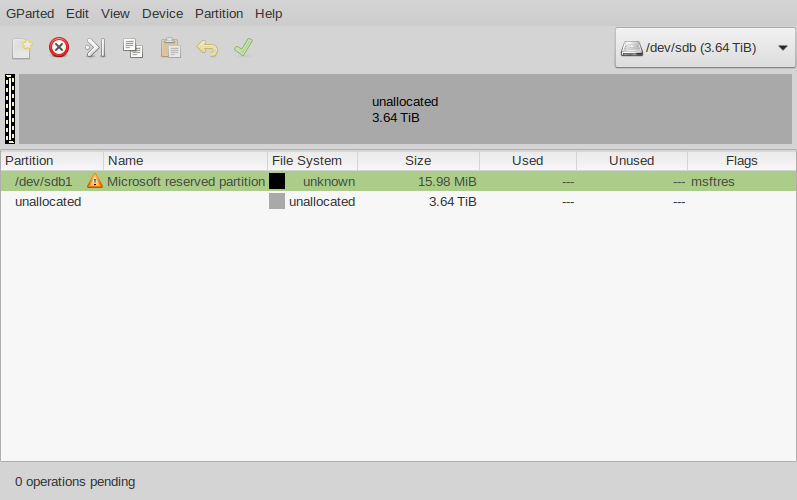 GParted Edit View Device Partition Help
/dev/sdb (3.64 TiB)
unallocated
3.64 TiB
Partition Name File System Size Used Unused Flags
/dev/sdb1 Microsoft reserved partition unknown 15.98 MiB --- --- msftres
unallocated unallocated 3.64 TiB --- ---
0 operations pending